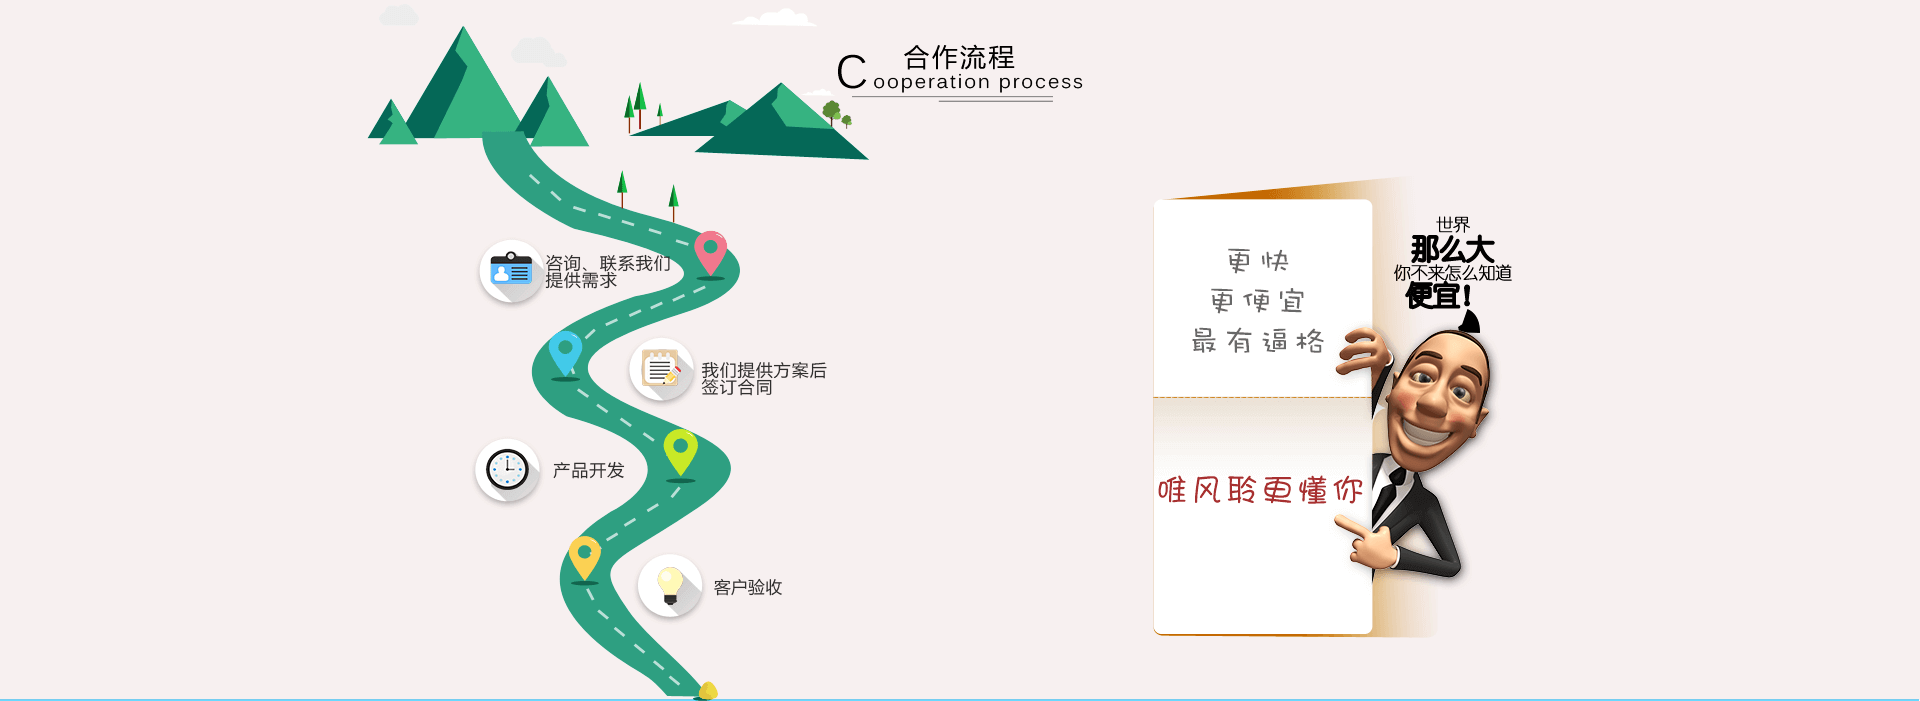 合作流程
Cooperation process
咨询、联系我们
提供需求
我们提供方案后
签订合同
产品开发
客户验收
更快
更便宜
最有逼格
唯风聆更懂你
世界
那么大
你不来怎么知道
便宜！